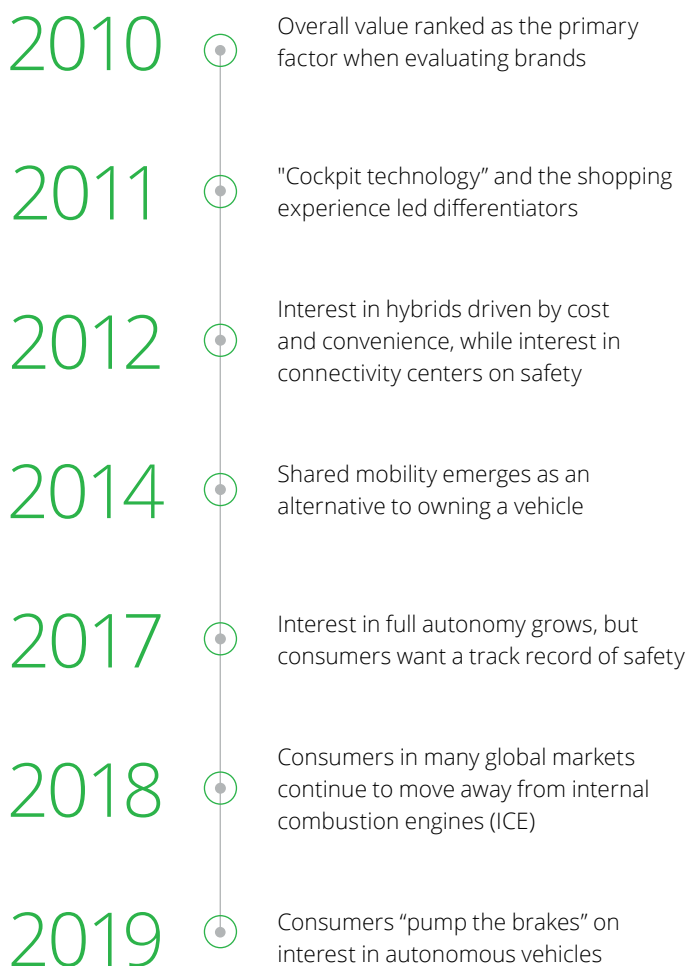 2010
Overall value ranked as the primary
factor when evaluating brands
2011
"Cockpit technology” and the shopping
experience led differentiators
2012
Interest in hybrids driven by cost
and convenience, while interest in
connectivity centers on safety
2014
Shared mobility emerges as an
alternative to owning a vehicle
2017
Interest in full autonomy grows, but
consumers want a track record of safety
2018
Consumers in many global markets
continue to move away from internal
combustion engines (ICE)
2019
Consumers “pump the brakes” on
interest in autonomous vehicles